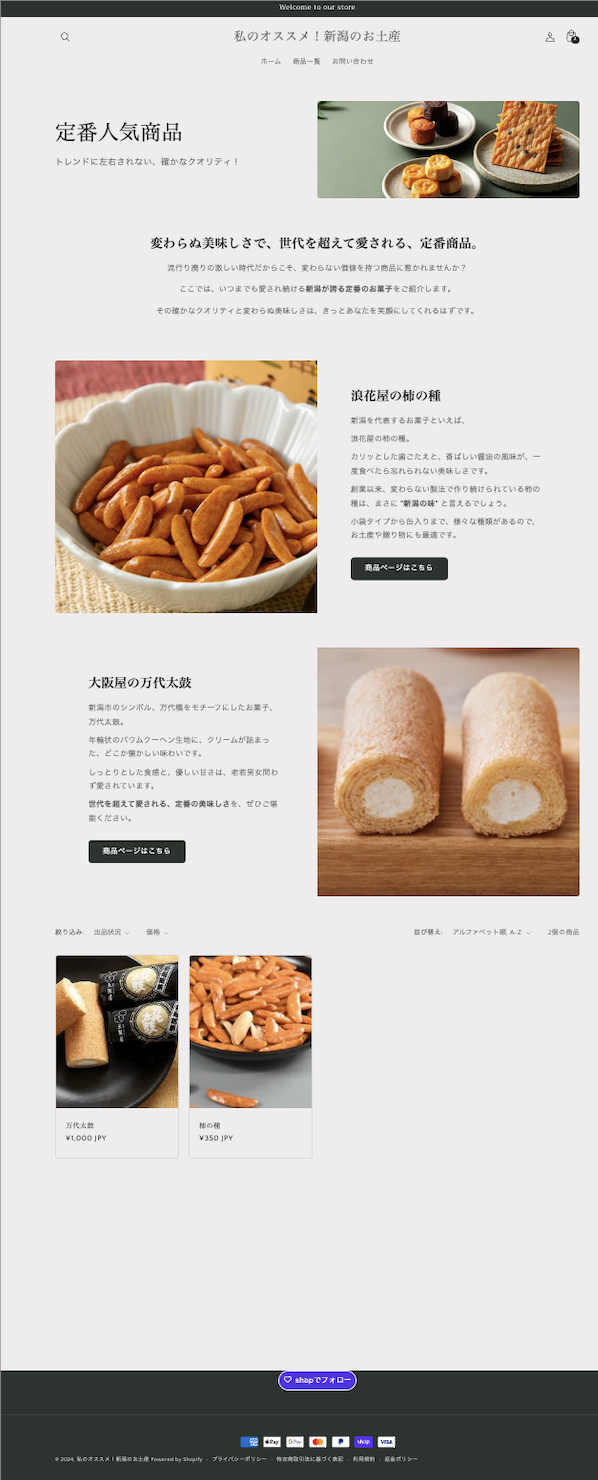 Welcome to our store
私のオススメ！新潟のお土産
ホーム 商品一覧 お問い合わせ
定番人気商品
トレンドに左右されない、確かなクオリティ！
変わらぬ美味しさで、世代を超えて愛される、定番商品。
流行り廃りの激しい時代だからこそ、変わらない価値を持つ商品に惹かれませんか？
ここでは、いつまでも愛され続ける新潟が誇る定番のお菓子をご紹介します。
その確かなクオリティと変わらぬ美味しさは、きっとあなたを笑顔にしてくれるはずです。
浪花屋の柿の種
新潟を代表するお菓子といえば、
浪花屋の柿の種。
カリッとした歯ごたえと、香ばしい醤油の風味が、一
度食べたら忘れられない美味しさです。
創業以来、変わらない製法で作り続けられている柿の
種は、まさに "新潟の味" と言えるでしょう。
小袋タイプから缶入りまで、様々な種類があるので、
お土産や贈り物にも最適です。
商品ページはこちら
大阪屋の万代太鼓
新潟市のシンボル、万代橋をモチーフにしたお菓子、
万代太鼓。
年輪状のバウムクーヘン生地に、クリームが詰まっ
た、どこか懐かしい味わいです。
しっとりとした食感と、優しい甘さは、老若男女問わ
ず愛されています。
世代を超えて愛される、定番の美味しさを、ぜひご堪
能ください。
商品ページはこちら
絞り込み: 出品状況 価格 並び替え: アルファベット順, A-Z 2個の商品
万代太鼓
¥1,000 JPY
柿の種
¥350 JPY
shopでフォロー
Pay G Pay PayPal shop VISA
© 2024, 私のオススメ！新潟のお土産 Powered by Shopify · プライバシーポリシー · 特定商取引法に基づく表記 · 利用規約 · 返金ポリシー